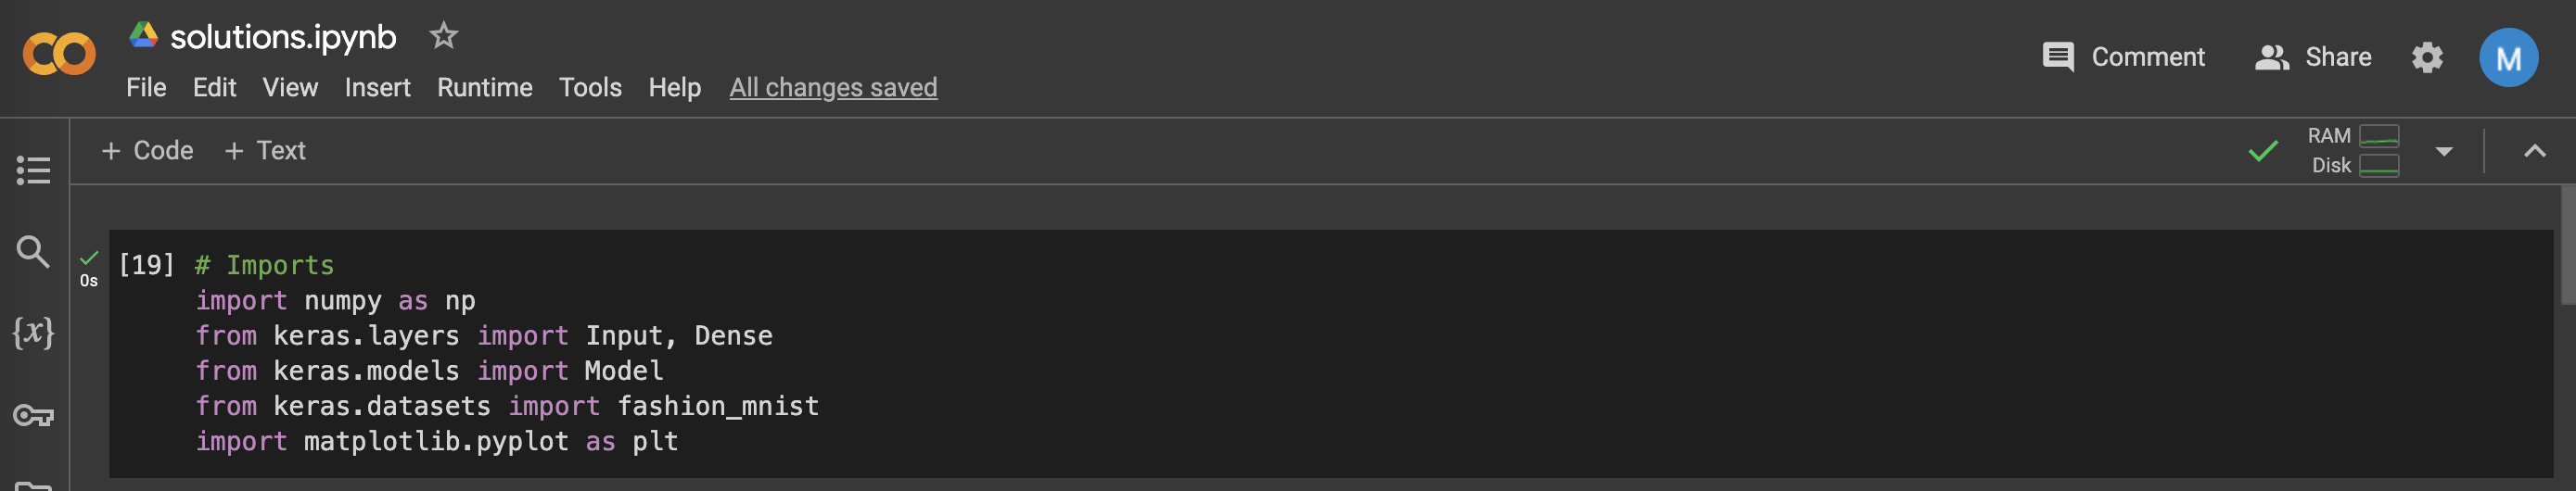 solutions.ipynb
File Edit View Insert Runtime Tools Help All changes saved
Comment Share M
+ Code + Text
RAM
Disk
{x}
0s
[19] # Imports
import numpy as np
from keras.layers import Input, Dense
from keras.models import Model
from keras.datasets import fashion_mnist
import matplotlib.pyplot as plt